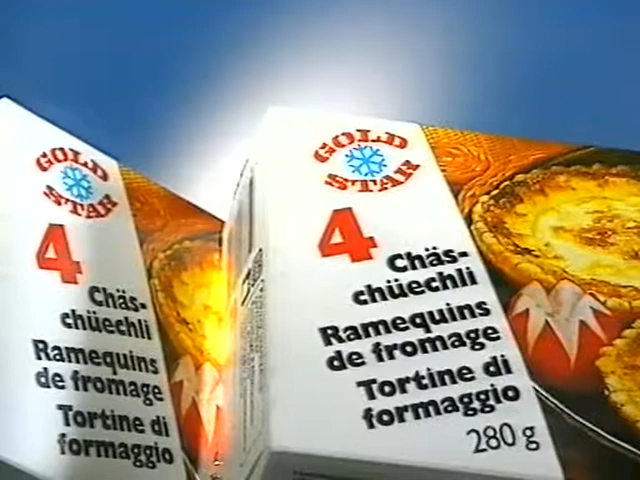 GOLD
STAR
4
Chäs-
chüechli
Ramequins
de fromage
Tortine di
formaggio
GOLD
STAR
4
Chäs-
chüechli
Ramequins
de fromage
Tortine di
formaggio
280 g